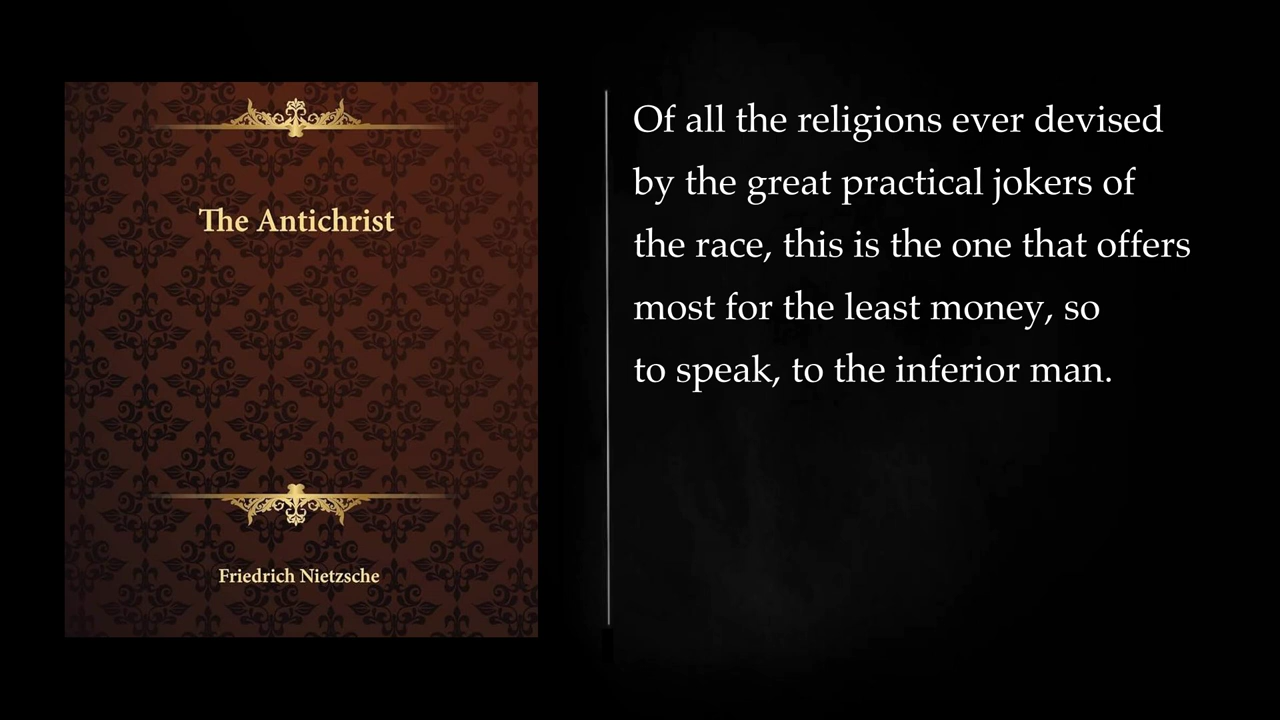 The Antichrist
Friedrich Nietzsche
Of all the religions ever devised
by the great practical jokers of
the race, this is the one that offers
most for the least money, so
to speak, to the inferior man.